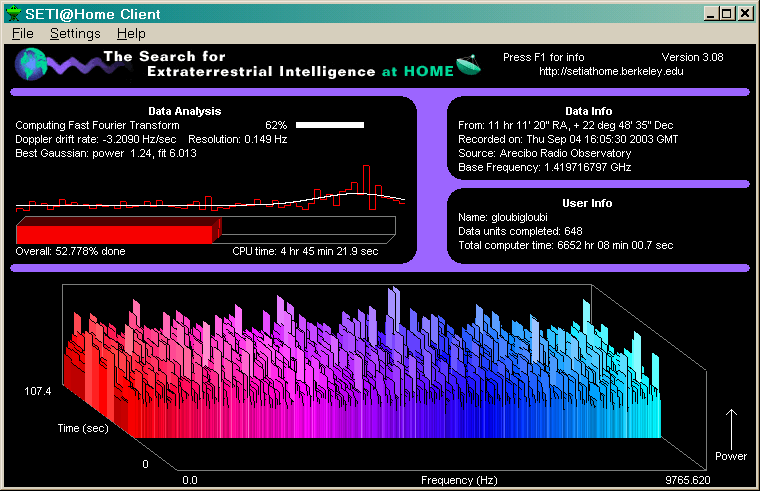 SETI@Home Client
File Settings Help
The Search for
Extraterrestrial Intelligence at HOME
Press F1 for info Version 3.08
http://setiathome.berkeley.edu
Data Analysis
Computing Fast Fourier Transform 62%
Doppler drift rate: -3.2090 Hz/sec Resolution: 0.149 Hz
Best Gaussian: power 1.24, fit 6.013
Overall: 52.778% done CPU time: 4 hr 45 min 21.9 sec
Data Info
From: 11 hr 11' 20" RA, + 22 deg 48' 35" Dec
Recorded on: Thu Sep 04 16:05:30 2003 GMT
Source: Arecibo Radio Observatory
Base Frequency: 1.419716797 GHz
User Info
Name: gloubigloubi
Data units completed: 648
Total computer time: 6652 hr 08 min 00.7 sec
107.4
Time (sec)
0
0.0 Frequency (Hz) 9765.620
Power